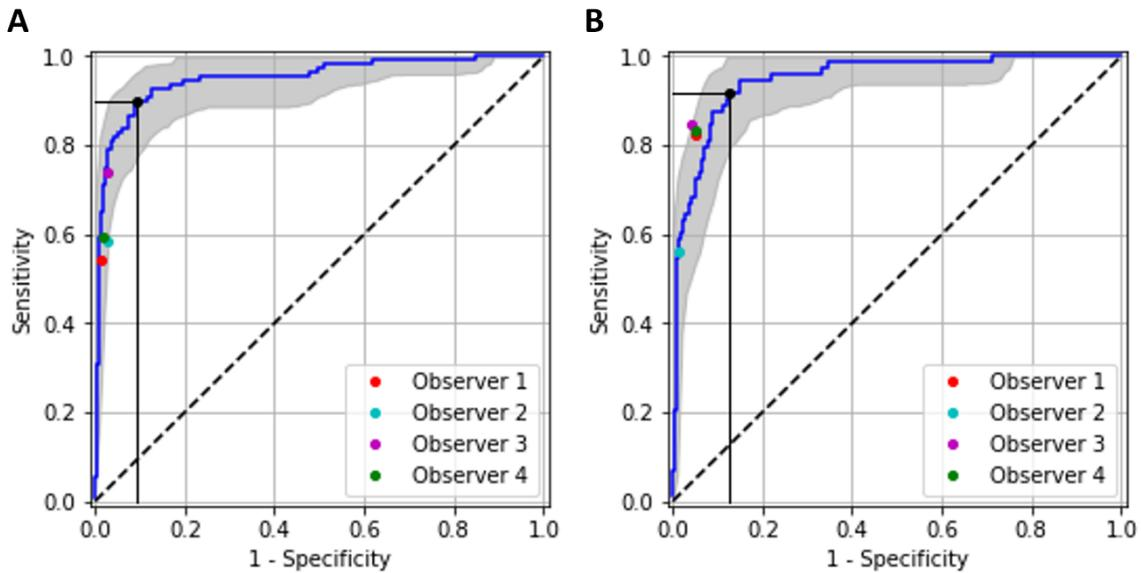 A
1.0
0.8
0.6
0.4
0.2
0.0
Sensitivity
0.0 0.2 0.4 0.6 0.8 1.0
1 - Specificity
Observer 1
Observer 2
Observer 3
Observer 4
B
1.0
0.8
0.6
0.4
0.2
0.0
Sensitivity
0.0 0.2 0.4 0.6 0.8 1.0
1 - Specificity
Observer 1
Observer 2
Observer 3
Observer 4